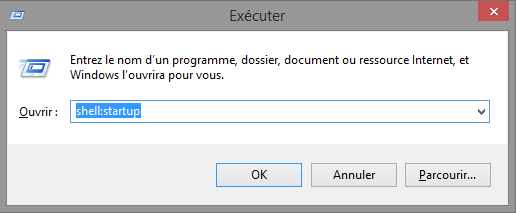 Exécuter
Entrez le nom d'un programme, dossier, document ou ressource Internet, et
Windows l'ouvrira pour vous.
Ouvrir : shell:startup
OK Annuler Parcourir...